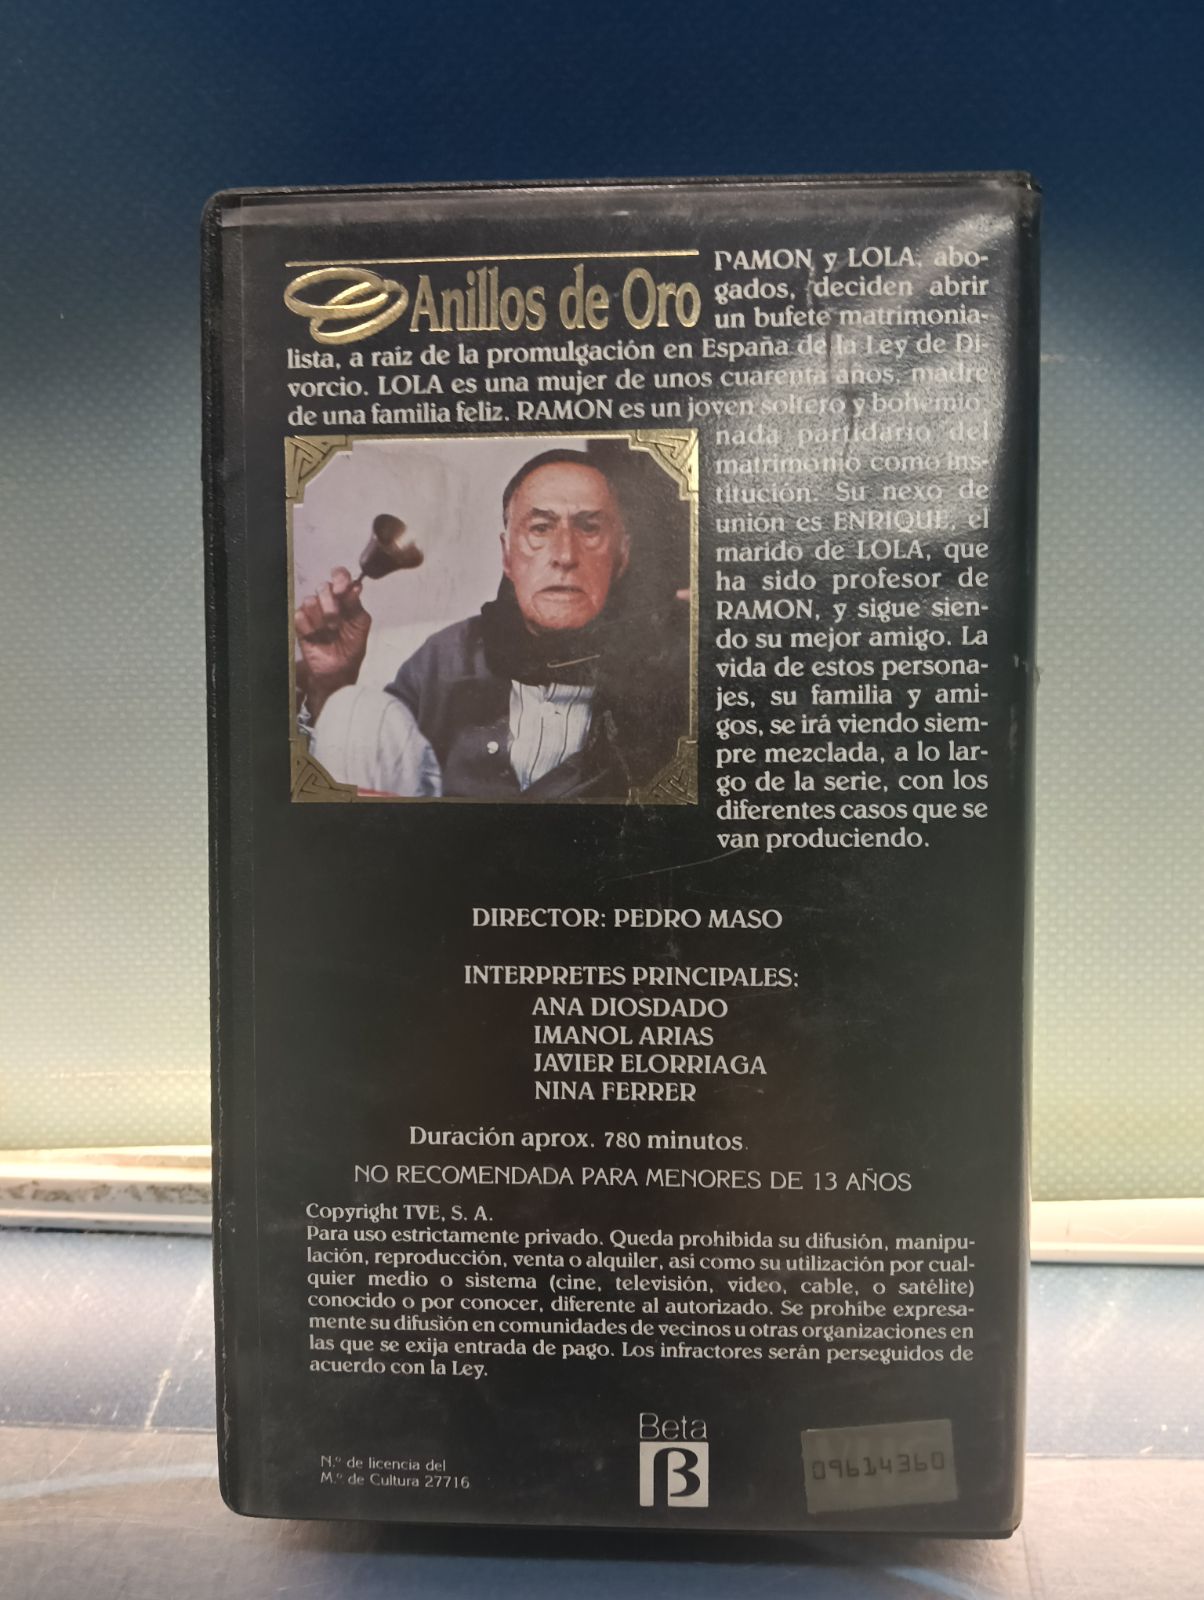 Anillos de Oro
RAMON y LOLA, abo-
gados, deciden abrir
un bufete matrimonia-
lista, a raíz de la promulgación en España de la Ley de Di-
vorcio. LOLA es una mujer de unos cuarenta años, madre
de una familia feliz. RAMON es un joven soltero y bohemio,
nada partidario del
matrimonio como ins-
titución. Su nexo de
unión es ENRIQUE, el
marido de LOLA, que
ha sido profesor de
RAMON, y sigue sien-
do su mejor amigo. La
vida de estos persona-
jes, su familia y ami-
gos, se irá viendo siem-
pre mezclada, a lo lar-
go de la serie, con los
diferentes casos que se
van produciendo.
DIRECTOR: PEDRO MASO
INTERPRETES PRINCIPALES:
ANA DIOSDADO
IMANOL ARIAS
JAVIER ELORRIAGA
NINA FERRER
Duración aprox. 780 minutos.
NO RECOMENDADA PARA MENORES DE 13 AÑOS
Copyright TVE, S. A.
Para uso estrictamente privado. Queda prohibida su difusión, manipu-
lación, reproducción, venta o alquiler, así como su utilización por cual-
quier medio o sistema (cine, televisión, video, cable, o satélite)
conocido o por conocer, diferente al autorizado. Se prohíbe expresa-
mente su difusión en comunidades de vecinos u otras organizaciones en
las que se exija entrada de pago. Los infractores serán perseguidos de
acuerdo con la Ley.
Beta
β
N.º de licencia del
M.º de Cultura 27716
09614360